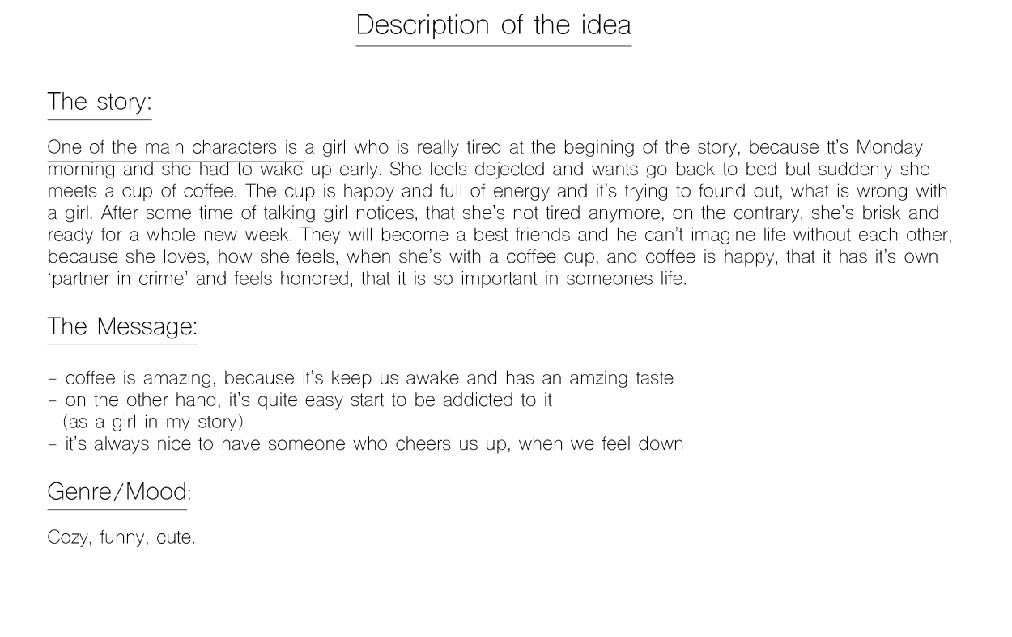 Description of the idea
The story:
One of the main characters is a girl who is really tired at the begining of the story, because tt's Monday
morning and she had to wake up early. She feels dejected and wants go back to bed but suddenly she
meets a cup of coffee. The cup is happy and full of energy and it's trying to found out, what is wrong with
a girl. After some time of talking girl notices, that she's not tired anymore, on the contrary, she's brisk and
ready for a whole new week. They will become a best friends and he can't imagine life without each other,
because she loves, how she feels, when she's with a coffee cup, and coffee is happy, that it has it's own
'partner in crime' and feels honored, that it is so important in someones life.
The Message:
- coffee is amazing, because it's keep us awake and has an amzing taste
- on the other hand, it's quite easy start to be addicted to it
(as a girl in my story)
- it's always nice to have someone who cheers us up, when we feel down
Genre/Mood:
Cozy, funny, cute.